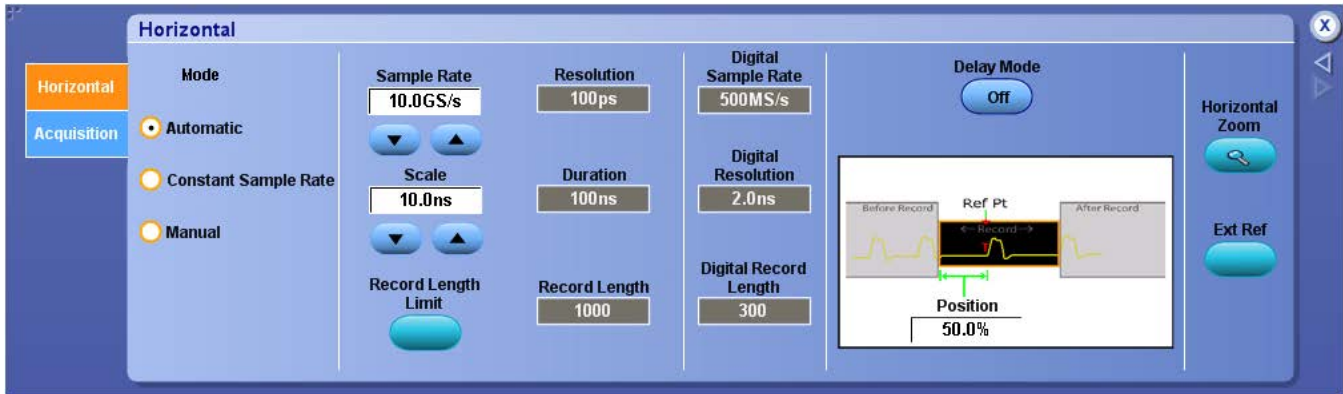 Horizontal
X
Horizontal
Acquisition
Mode
Automatic
Constant Sample Rate
Manual
Sample Rate
10.0GS/s
Scale
10.0ns
Record Length
Limit
Resolution
100ps
Duration
100ns
Record Length
1000
Digital
Sample Rate
500MS/s
Digital
Resolution
2.0ns
Digital Record
Length
300
Delay Mode
Off
Before Record
Ref Pt
After Record
Record
T
Position
50.0%
Horizontal
Zoom
Ext Ref